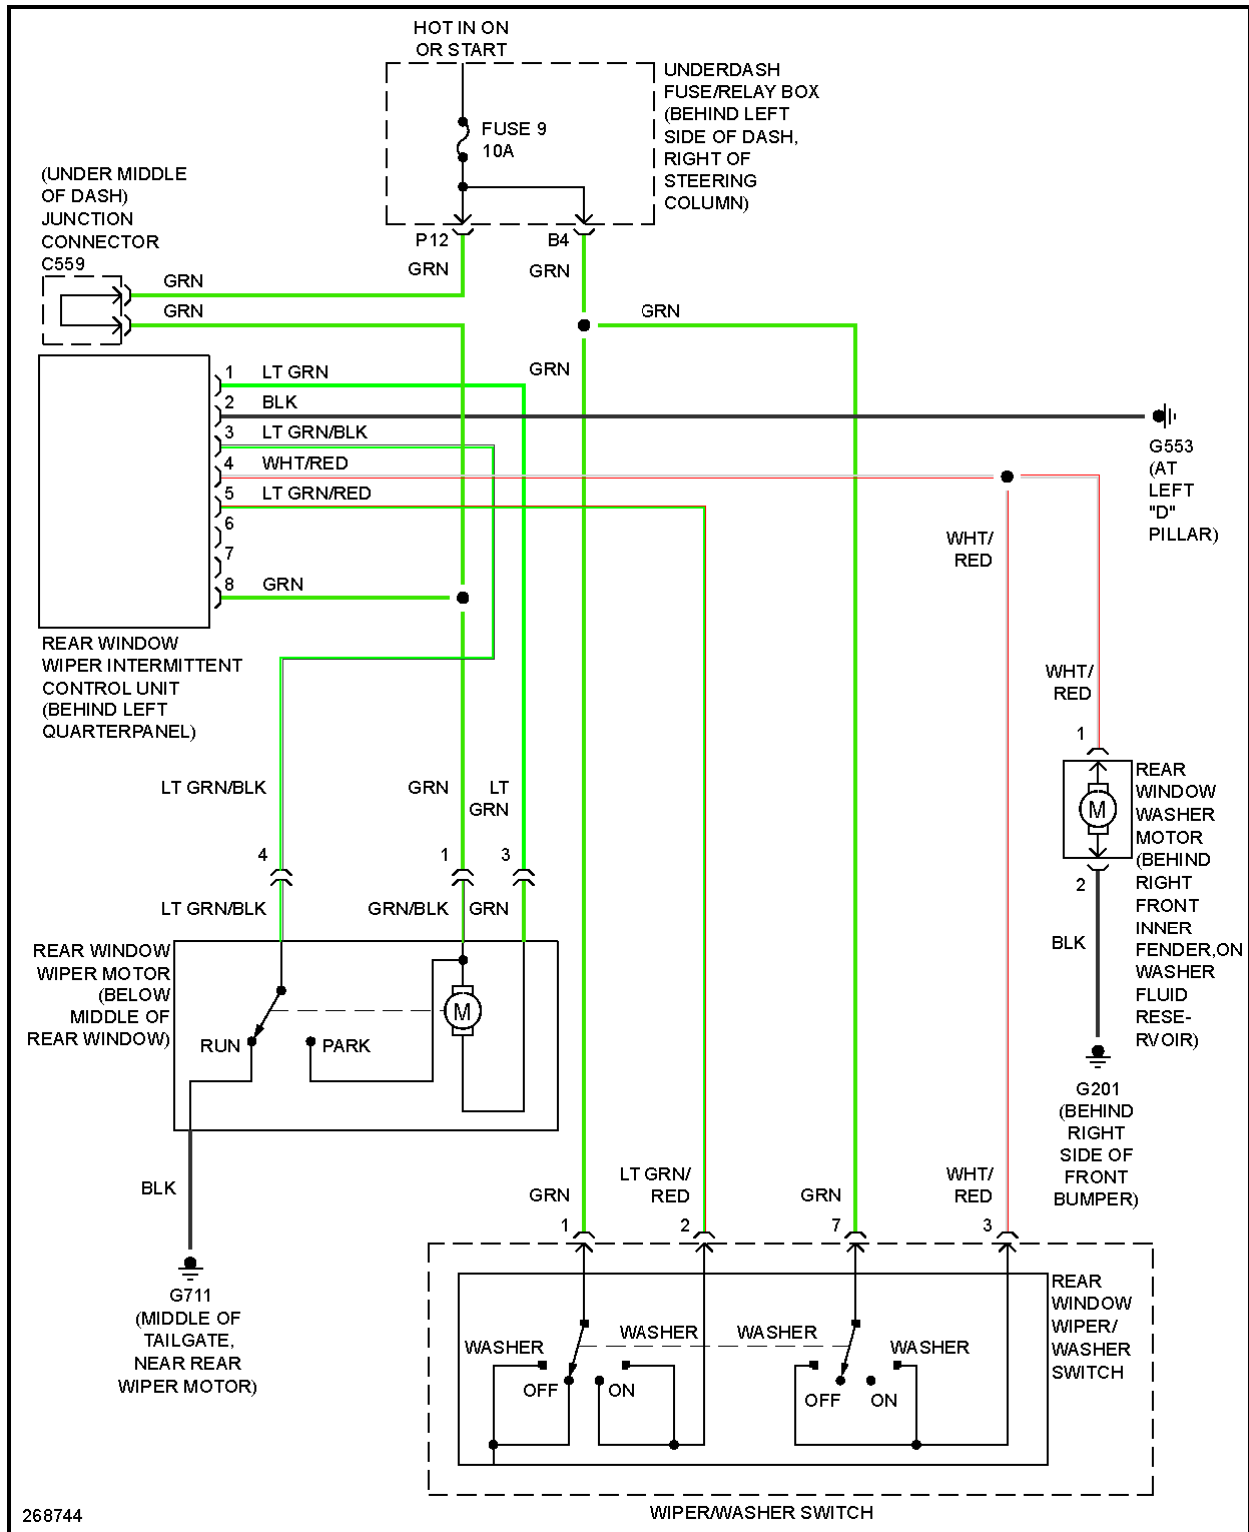 HOT IN ON
OR START
UNDERDASH
FUSE/RELAY BOX
(BEHIND LEFT
SIDE OF DASH,
RIGHT OF
STEERING
COLUMN)
FUSE 9
10A
(UNDER MIDDLE
OF DASH)
JUNCTION
CONNECTOR
C559
P12
B4
GRN
GRN
GRN
GRN
GRN
GRN
1 LT GRN
2 BLK
3 LT GRN/BLK
4 WHT/RED
5 LT GRN/RED
6
7
8 GRN
G553
(AT
LEFT
"D"
PILLAR)
WHT/
RED
REAR WINDOW
WIPER INTERMITTENT
CONTROL UNIT
(BEHIND LEFT
QUARTERPANEL)
WHT/
RED
1
REAR
WINDOW
WASHER
MOTOR
(BEHIND
RIGHT
FRONT
INNER
FENDER,ON
WASHER
FLUID
RESE-
RVOIR)
M
2
BLK
G201
(BEHIND
RIGHT
SIDE OF
FRONT
BUMPER)
LT GRN/BLK
GRN
LT
GRN
4
1
3
LT GRN/BLK
GRN/BLK
GRN
REAR WINDOW
WIPER MOTOR
(BELOW
MIDDLE OF
REAR WINDOW)
M
RUN
PARK
BLK
G711
(MIDDLE OF
TAILGATE,
NEAR REAR
WIPER MOTOR)
GRN
LT GRN/
RED
GRN
WHT/
RED
1
2
7
3
REAR
WINDOW
WIPER/
WASHER
SWITCH
WASHER
WASHER
WASHER
WASHER
OFF
ON
OFF
ON
WIPER/WASHER SWITCH
268744